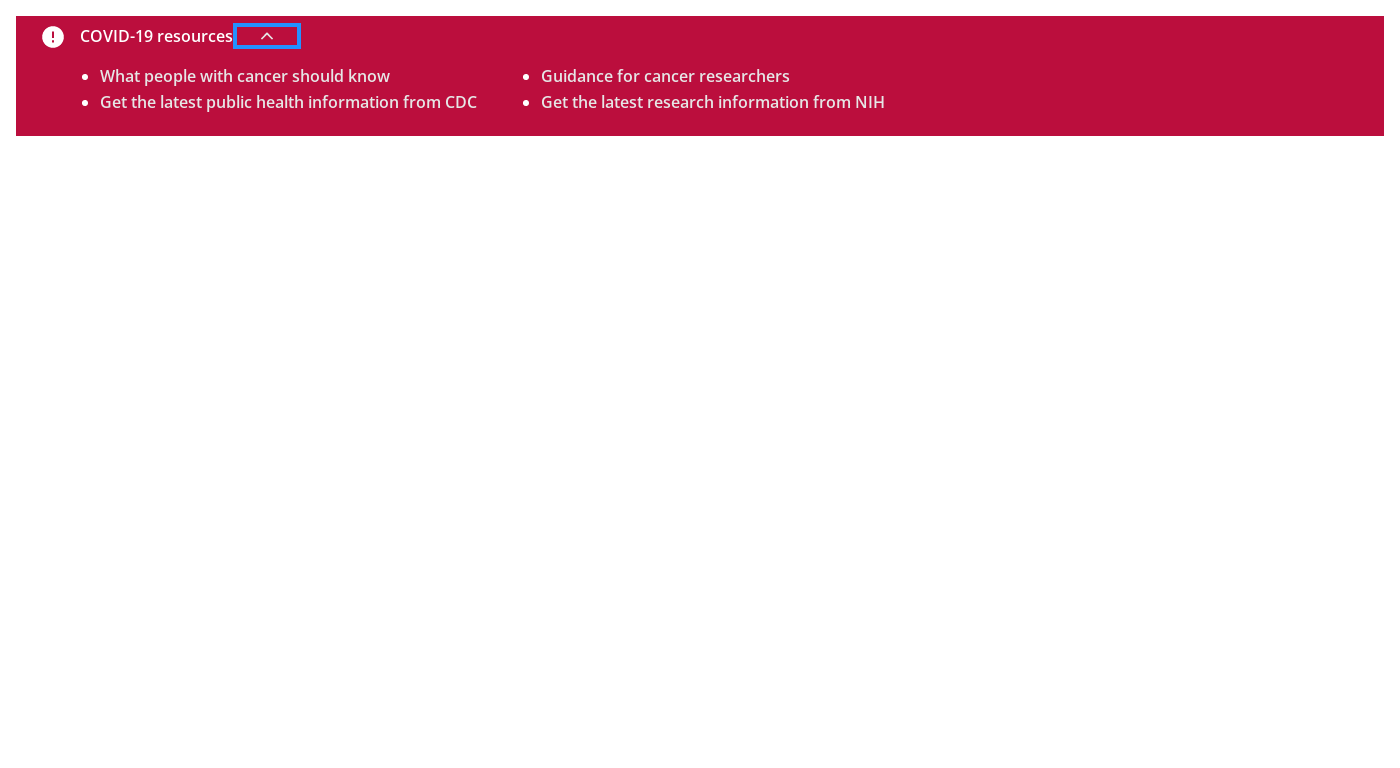 COVID-19 resources
What people with cancer should know
Get the latest public health information from CDC
Guidance for cancer researchers
Get the latest research information from NIH